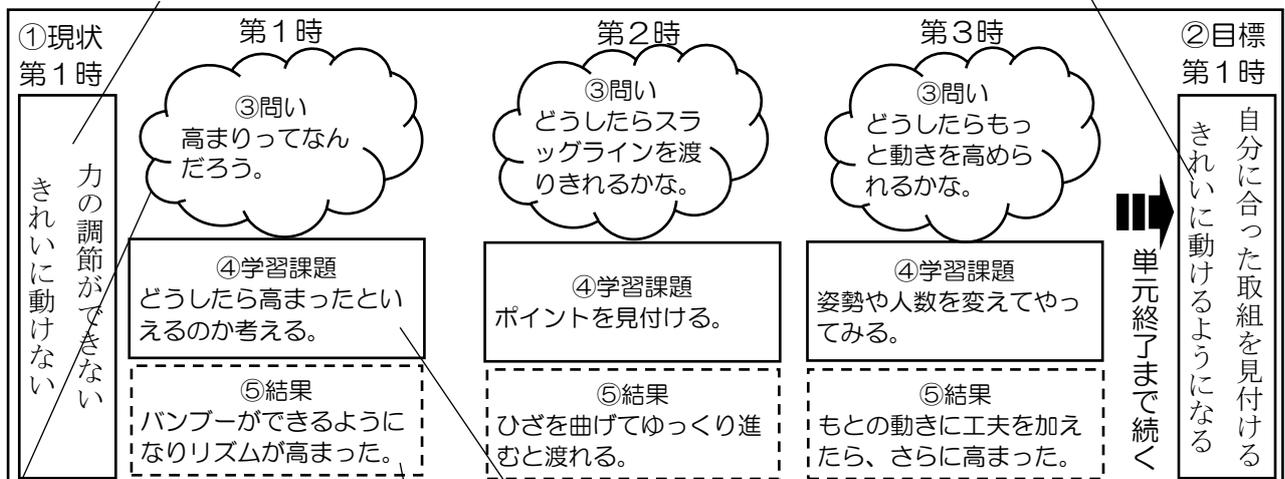 ①現状
第1時
力の調節ができない
きれいに動けない
第1時
③問い
高まりってなん
だろう。
④学習課題
どうしたら高まったとい
えるのか考える。
⑤結果
バンブーができるように
なりリズムが高まった。
第2時
③問い
どうしたらスラ
ッグラインを渡
りきれるかな。
④学習課題
ポイントを見付ける。
⑤結果
ひざを曲げてゆっくり進
むと渡れる。
第3時
③問い
どうしたらもっ
と動きを高めら
れるかな。
④学習課題
姿勢や人数を変えてやっ
てみる。
⑤結果
もとの動きに工夫を加え
たら、さらに高まった。
単元終了まで続く
②目標
第1時
自分に合った取組を見付ける
きれいに動けるようになる